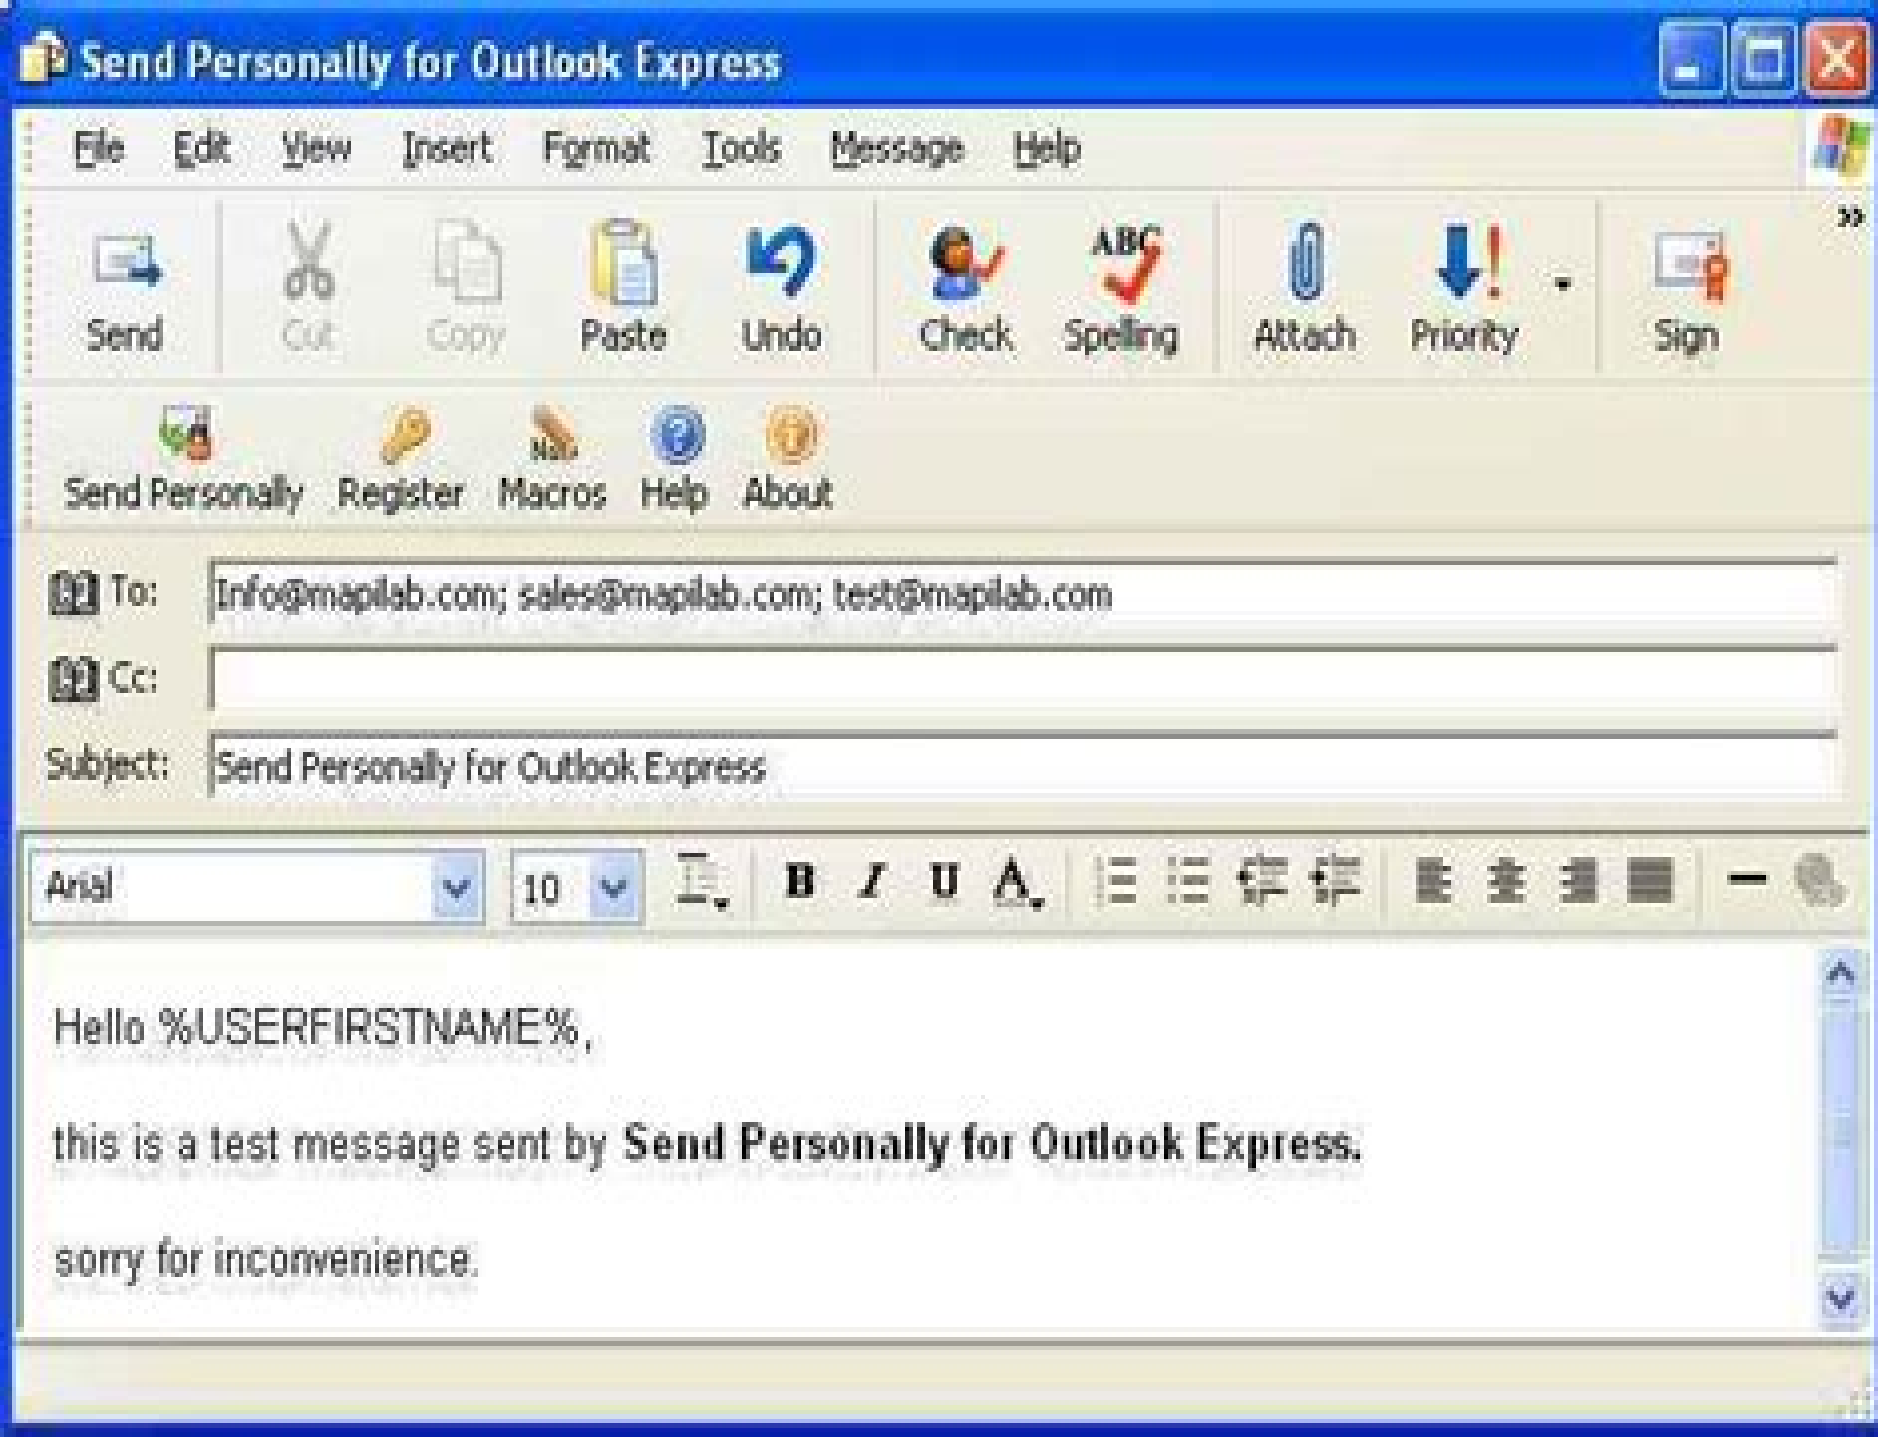 Send Personally for Outlook Express
File Edit View Insert Format Tools Message Help
»
Send Cut Copy Paste Undo Check ABC Spelling Attach Priority Sign
Send Personally Register Macros Help About
To: Info@mapilab.com; sales@mapilab.com; test@mapilab.com
Cc:
Subject: Send Personally for Outlook Express
Arial 10 B I U A
Hello %USERFIRSTNAME%,
this is a test message sent by Send Personally for Outlook Express.
sorry for inconvenience.